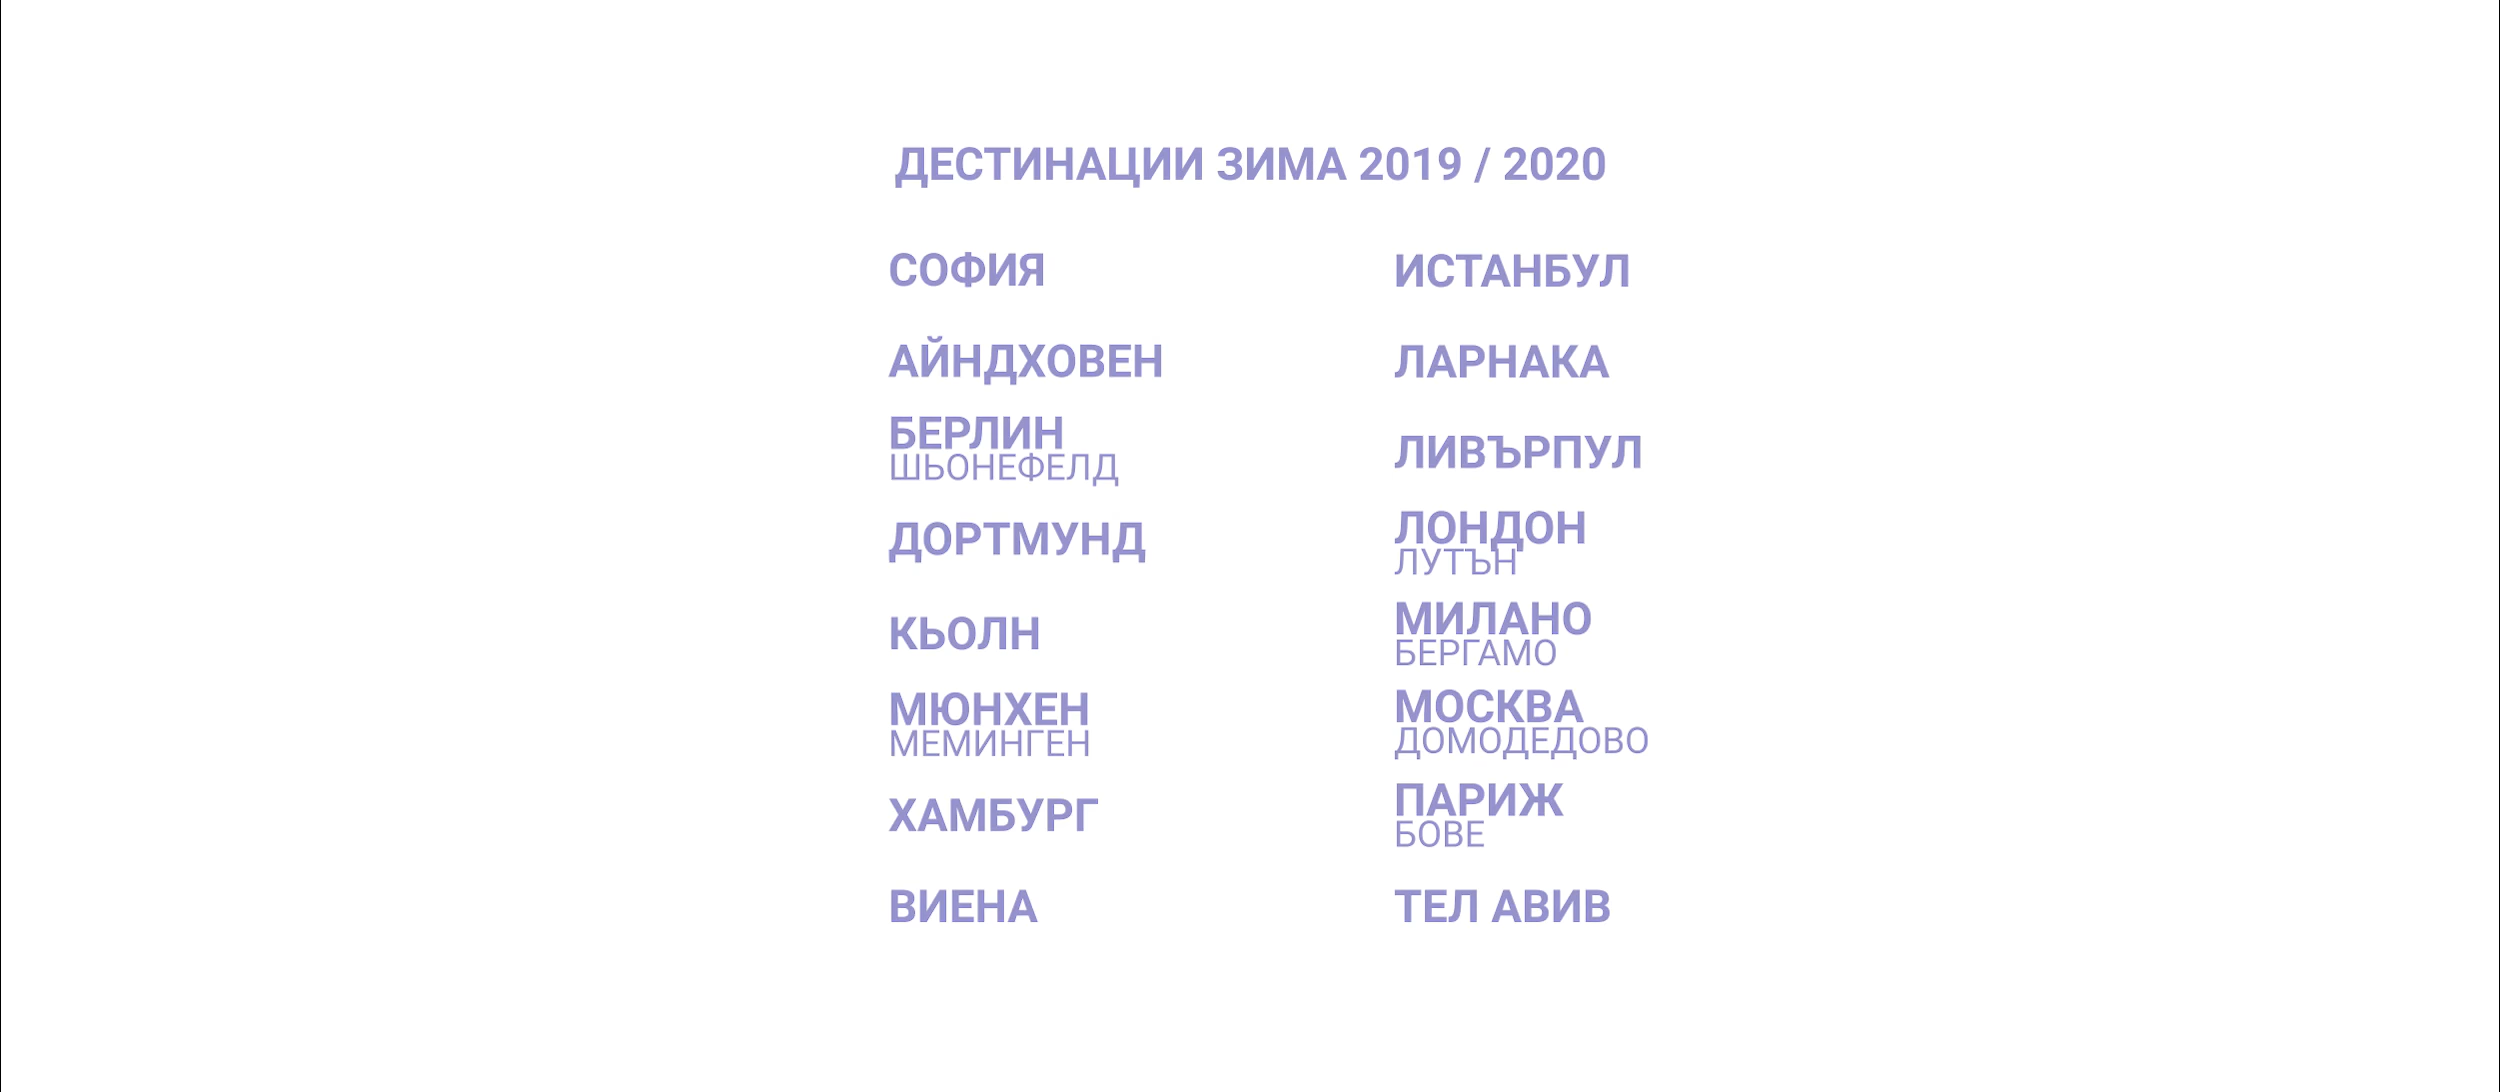 ДЕСТИНАЦИИ ЗИМА 2019 / 2020
СОФИЯ
АЙНДХОВЕН
БЕРЛИН
ШЬОНЕФЕЛД
ДОРТМУНД
КЬОЛН
МЮНХЕН
МЕМИНГЕН
ХАМБУРГ
ВИЕНА
ИСТАНБУЛ
ЛАРНАКА
ЛИВЪРПУЛ
ЛОНДОН
ЛУТЪН
МИЛАНО
БЕРГАМО
МОСКВА
ДОМОДЕДОВО
ПАРИЖ
БОВЕ
ТЕЛ АВИВ